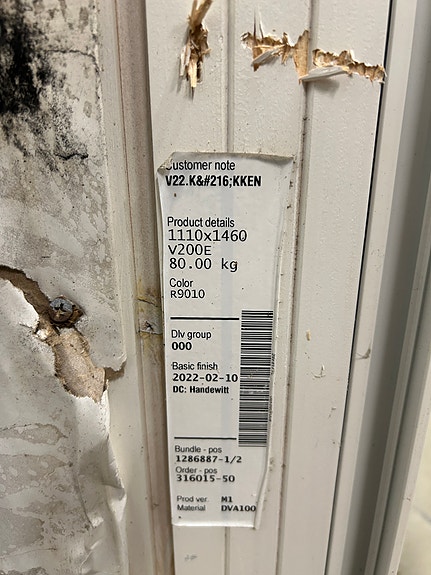 Customer note
V22.K&#216;KKEN
Product details
1110x1460
V200E
80.00 kg
Color
R9010
Dlv group
000
Basic finish
2022-02-10
DC: Handewitt
Bundle - pos
1286887-1/2
Order - pos
316015-50
Prod ver. M1
Material DVA100